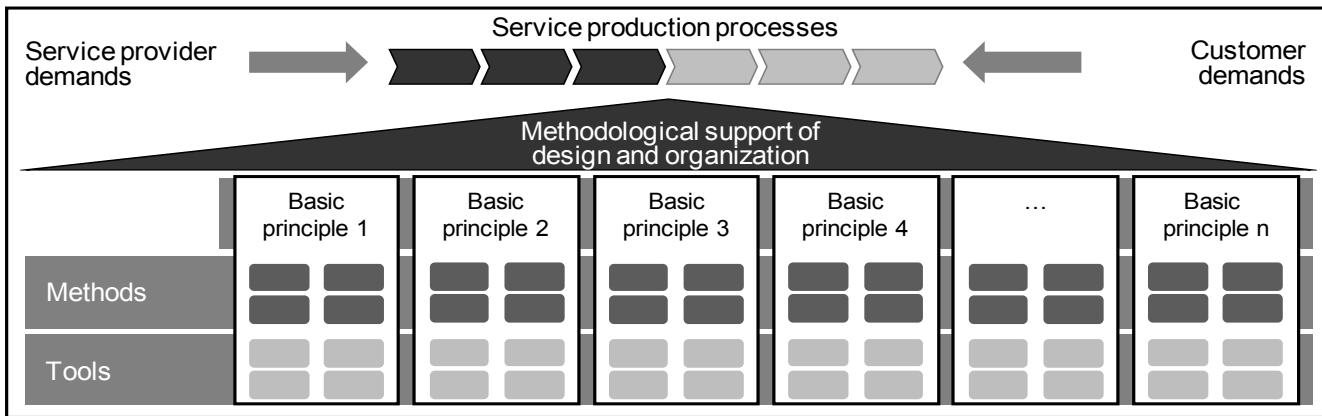 Service production processes
Service provider
demands
Customer
demands
Methodological support of
design and organization
Basic
principle 1
Basic
principle 2
Basic
principle 3
Basic
principle 4
…
Basic
principle n
Methods
Tools